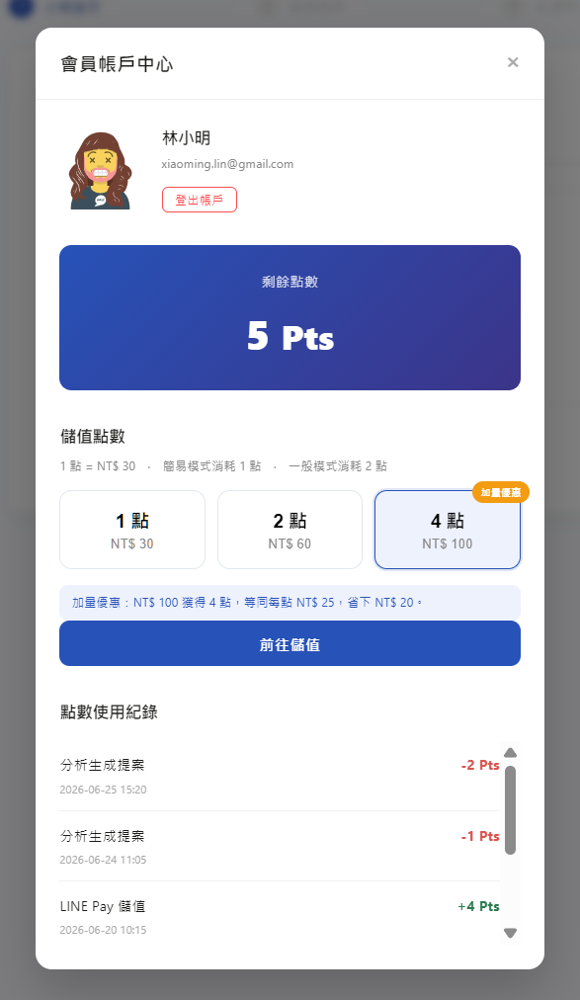 會員帳戶中心
×
林小明
xiaoming.lin@gmail.com
登出帳戶
剩餘點數
5 Pts
儲值點數
1 點 = NT$ 30 · 簡易模式消耗 1 點 · 一般模式消耗 2 點
加量優惠
1 點
NT$ 30
2 點
NT$ 60
4 點
NT$ 100
加量優惠：NT$ 100 獲得 4 點，等同每點 NT$ 25，省下 NT$ 20。
前往儲值
點數使用紀錄
分析生成提案
-2 Pts
2026-06-25 15:20
分析生成提案
-1 Pts
2026-06-24 11:05
LINE Pay 儲值
+4 Pts
2026-06-20 10:15